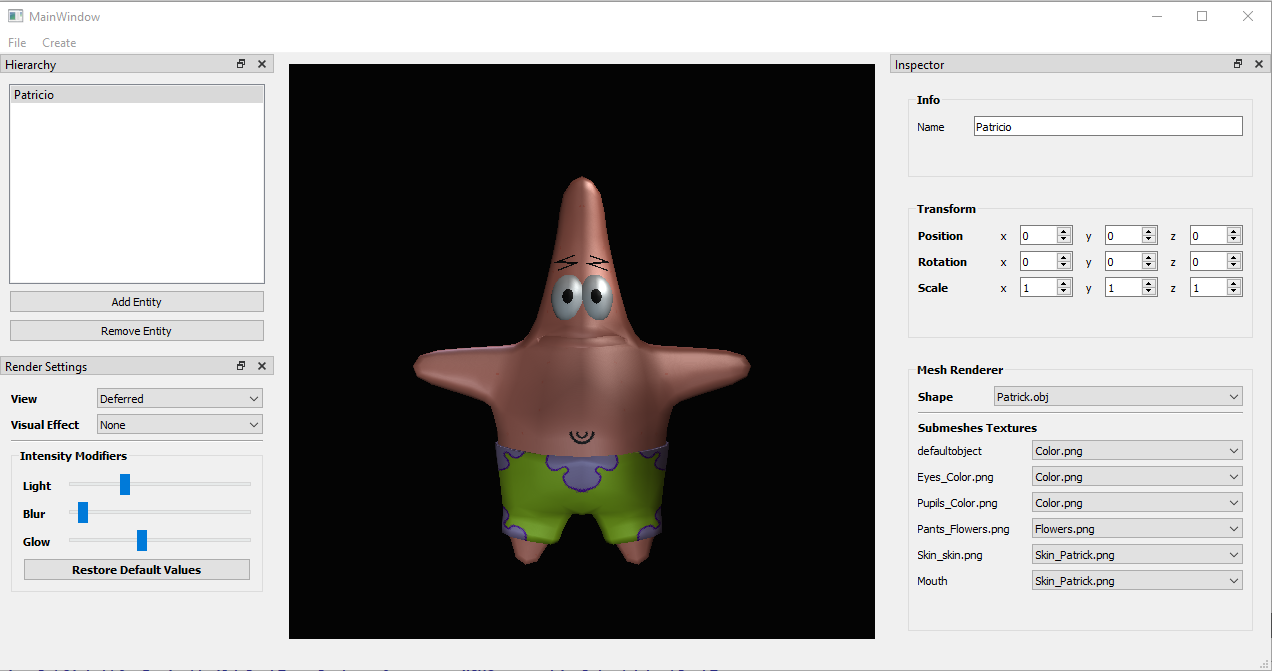 MainWindow
File Create
Hierarchy
Patricio
Add Entity
Remove Entity
Render Settings
View Deferred
Visual Effect None
Intensity Modifiers
Light
Blur
Glow
Restore Default Values
Inspector
Info
Name Patricio
Transform
Position x 0 y 0 z 0
Rotation x 0 y 0 z 0
Scale x 1 y 1 z 1
Mesh Renderer
Shape Patrick.obj
Submeshes Textures
defaultobject Color.png
Eyes_Color.png Color.png
Pupils_Color.png Color.png
Pants_Flowers.png Flowers.png
Skin_skin.png Skin_Patrick.png
Mouth Skin_Patrick.png